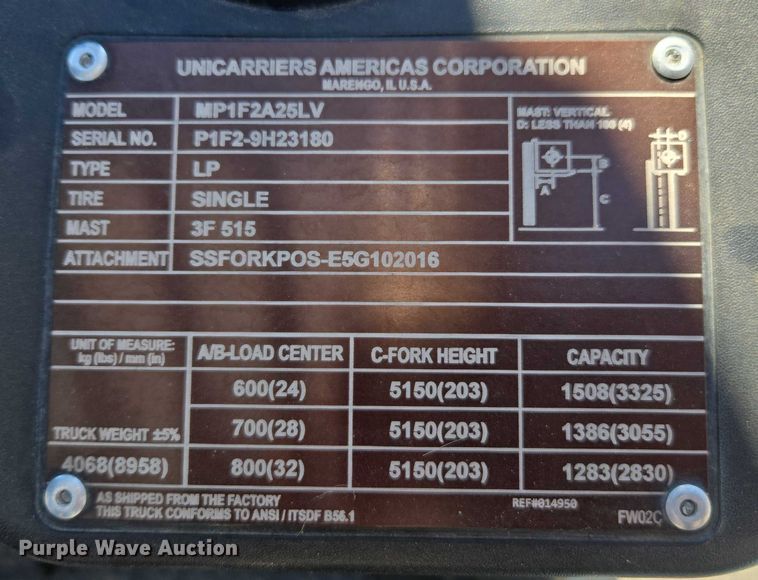 UNICARRIERS AMERICAS CORPORATION
MARENGO, IL U.S.A.
MODEL MP1F2A25LV
SERIAL NO. P1F2-9H23180
TYPE LP
TIRE SINGLE
MAST 3F 515
ATTACHMENT SSFORKPOS-E5G102016
MAST: VERTICAL
D: LESS THAN 100 (4)
D
B
A
C
UNIT OF MEASURE:
kg (lbs) / mm (in)
A/B-LOAD CENTER C-FORK HEIGHT CAPACITY
600(24) 5150(203) 1508(3325)
TRUCK WEIGHT ±5% 700(28) 5150(203) 1386(3055)
4068(8958) 800(32) 5150(203) 1283(2830)
AS SHIPPED FROM THE FACTORY
THIS TRUCK CONFORMS TO ANSI / ITSDF B56.1
REF#014950
FW02C
Purple Wave Auction